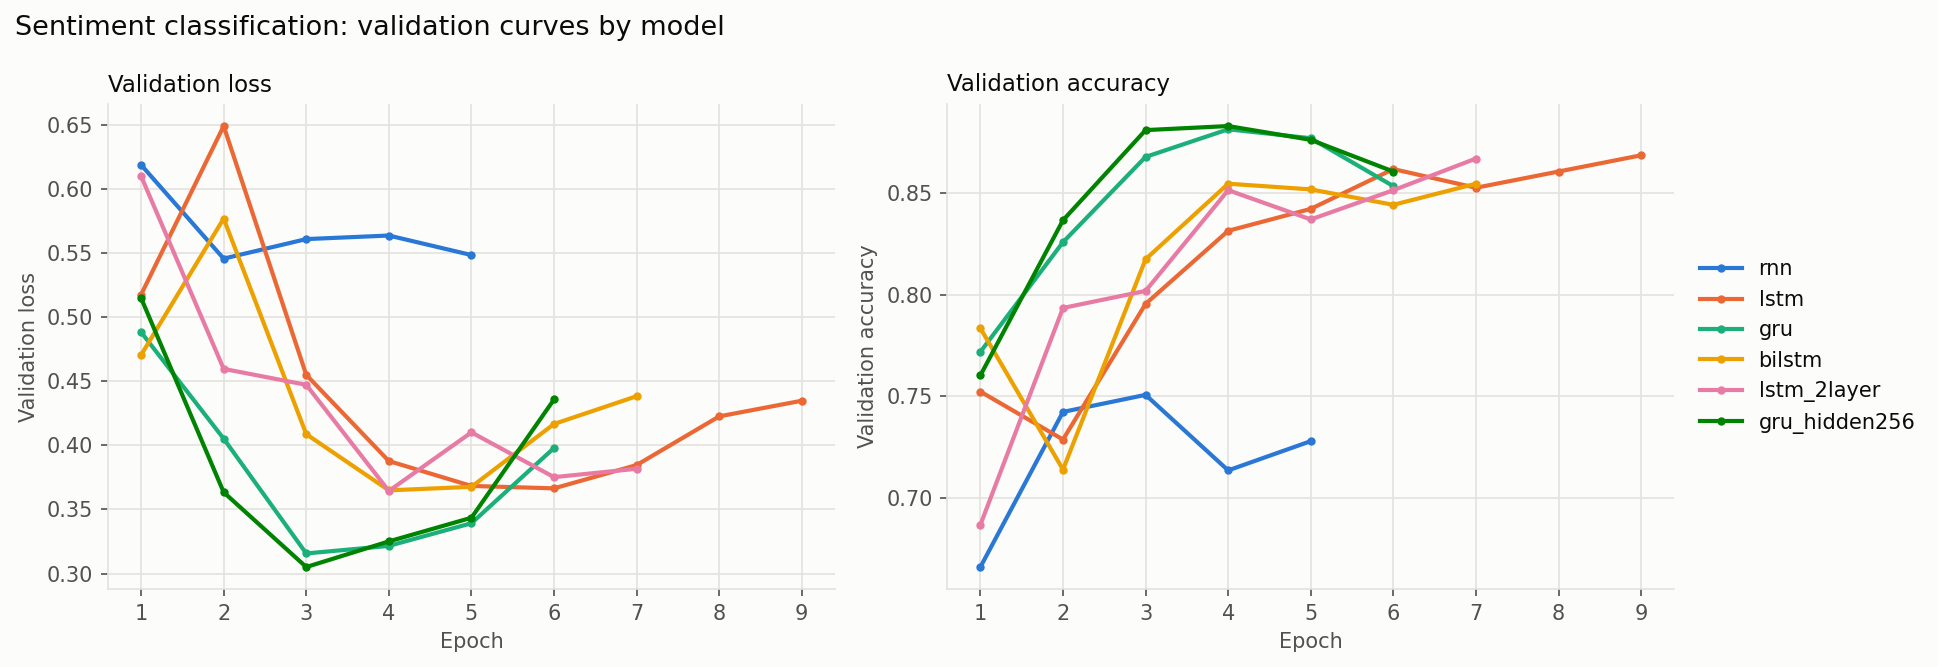 Sentiment classification: validation curves by model
Validation loss
Validation loss
0.65
0.60
0.55
0.50
0.45
0.40
0.35
0.30
1 2 3 4 5 6 7 8 9
Epoch
Validation accuracy
Validation accuracy
0.85
0.80
0.75
0.70
1 2 3 4 5 6 7 8 9
Epoch
rnn
lstm
gru
bilstm
lstm_2layer
gru_hidden256